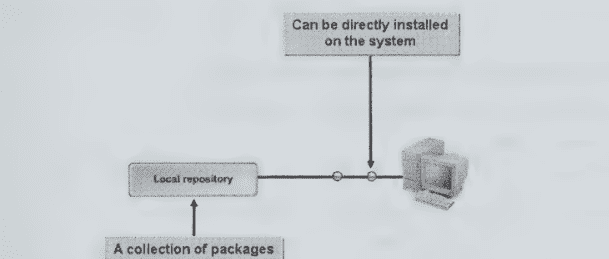 Can be directly installed
on the system
Local repository
A collection of packages